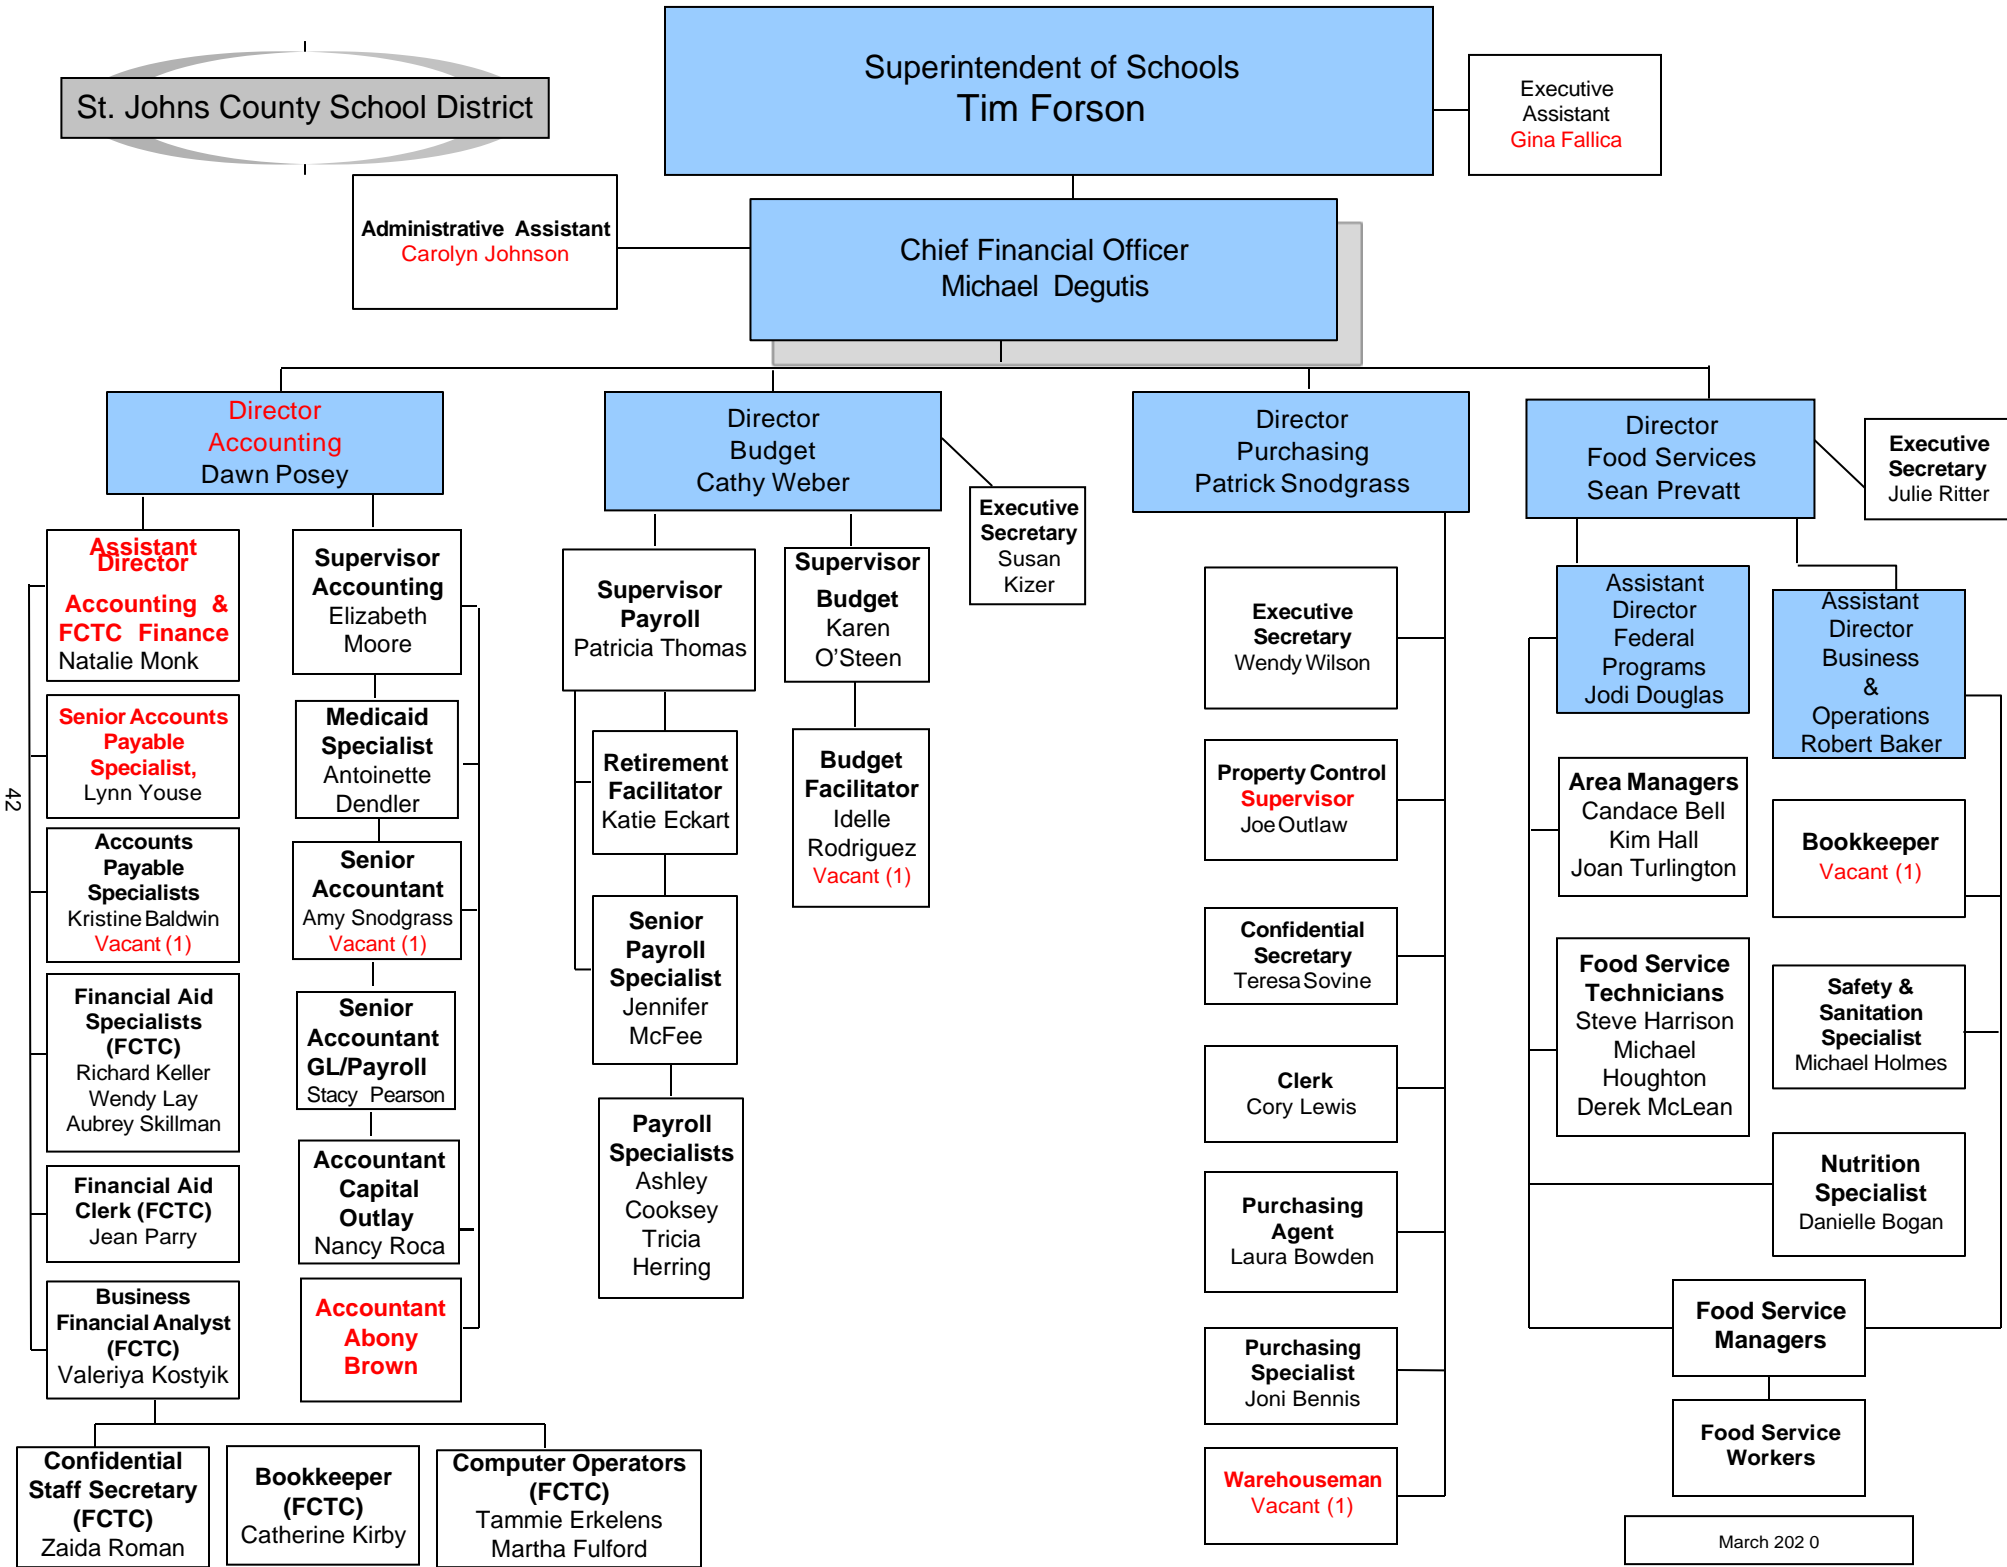 St. Johns County School District
Superintendent of Schools
Tim Forson
Executive
Assistant
Gina Fallica
Administrative Assistant
Carolyn Johnson
Chief Financial Officer
Michael Degutis
Director
Accounting
Dawn Posey
Director
Budget
Cathy Weber
Executive
Secretary
Susan
Kizer
Director
Purchasing
Patrick Snodgrass
Director
Food Services
Sean Prevatt
Executive
Secretary
Julie Ritter
Assistant
Director
Accounting &
FCTC Finance
Natalie Monk
Senior Accounts
Payable
Specialist,
Lynn Youse
Accounts
Payable
Specialists
Kristine Baldwin
Vacant (1)
Financial Aid
Specialists
(FCTC)
Richard Keller
Wendy Lay
Aubrey Skillman
Financial Aid
Clerk (FCTC)
Jean Parry
Business
Financial Analyst
(FCTC)
Valeriya Kostyik
Confidential
Staff Secretary
(FCTC)
Zaida Roman
Bookkeeper
(FCTC)
Catherine Kirby
Computer Operators
(FCTC)
Tammie Erkelens
Martha Fulford
Supervisor
Accounting
Elizabeth
Moore
Medicaid
Specialist
Antoinette
Dendler
Senior
Accountant
Amy Snodgrass
Vacant (1)
Senior
Accountant
GL/Payroll
Stacy Pearson
Accountant
Capital
Outlay
Nancy Roca
Accountant
Abony
Brown
Supervisor
Payroll
Patricia Thomas
Retirement
Facilitator
Katie Eckart
Senior
Payroll
Specialist
Jennifer
McFee
Payroll
Specialists
Ashley
Cooksey
Tricia
Herring
Supervisor
Budget
Karen
O'Steen
Budget
Facilitator
Idelle
Rodriguez
Vacant (1)
Executive
Secretary
Wendy Wilson
Property Control
Supervisor
Joe Outlaw
Confidential
Secretary
Teresa Sovine
Clerk
Cory Lewis
Purchasing
Agent
Laura Bowden
Purchasing
Specialist
Joni Bennis
Warehouseman
Vacant (1)
Assistant
Director
Federal
Programs
Jodi Douglas
Area Managers
Candace Bell
Kim Hall
Joan Turlington
Food Service
Technicians
Steve Harrison
Michael
Houghton
Derek McLean
Assistant
Director
Business
&
Operations
Robert Baker
Bookkeeper
Vacant (1)
Safety &
Sanitation
Specialist
Michael Holmes
Nutrition
Specialist
Danielle Bogan
Food Service
Managers
Food Service
Workers
March 202 0
42